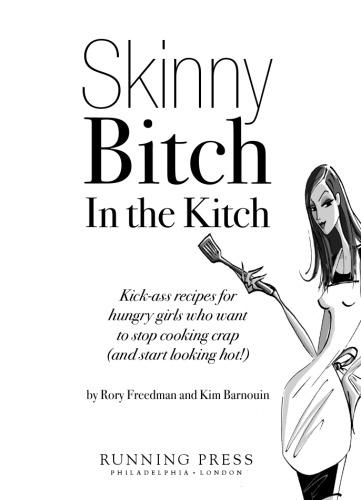 Skinny
Bitch
In the Kitch
Kick-ass recipes for
hungry girls who want
to stop cooking crap
(and start looking hot!)
by Rory Freedman and Kim Barnouin
RUNNING PRESS
PHILADELPHIA • LONDON